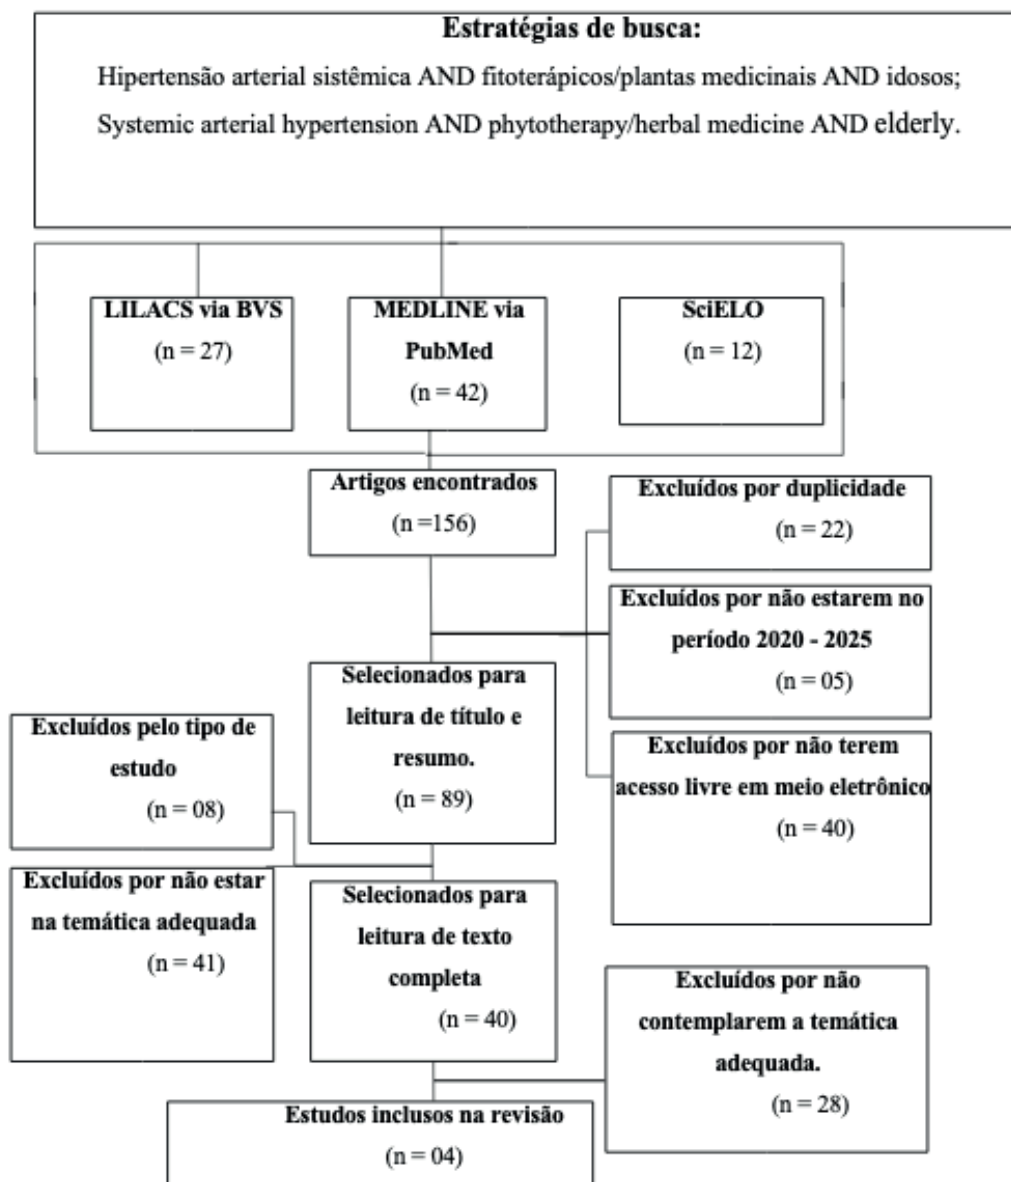 Estratégias de busca:
Hipertensão arterial sistêmica AND fitoterápicos/plantas medicinais AND idosos;
Systemic arterial hypertension AND phytotherapy/herbal medicine AND elderly.
LILACS via BVS
(n = 27)
MEDLINE via
PubMed
(n = 42)
SciELO
(n = 12)
Artigos encontrados
(n =156)
Excluídos por duplicidade
(n = 22)
Excluídos por não estarem no
período 2020 - 2025
(n = 05)
Excluídos por não terem
acesso livre em meio eletrônico
(n = 40)
Selecionados para
leitura de título e
resumo.
(n = 89)
Excluídos pelo tipo de
estudo
(n = 08)
Excluídos por não estar
na temática adequada
(n = 41)
Selecionados para
leitura de texto
completa
(n = 40)
Excluídos por não
contemplarem a temática
adequada.
(n = 28)
Estudos inclusos na revisão
(n = 04)